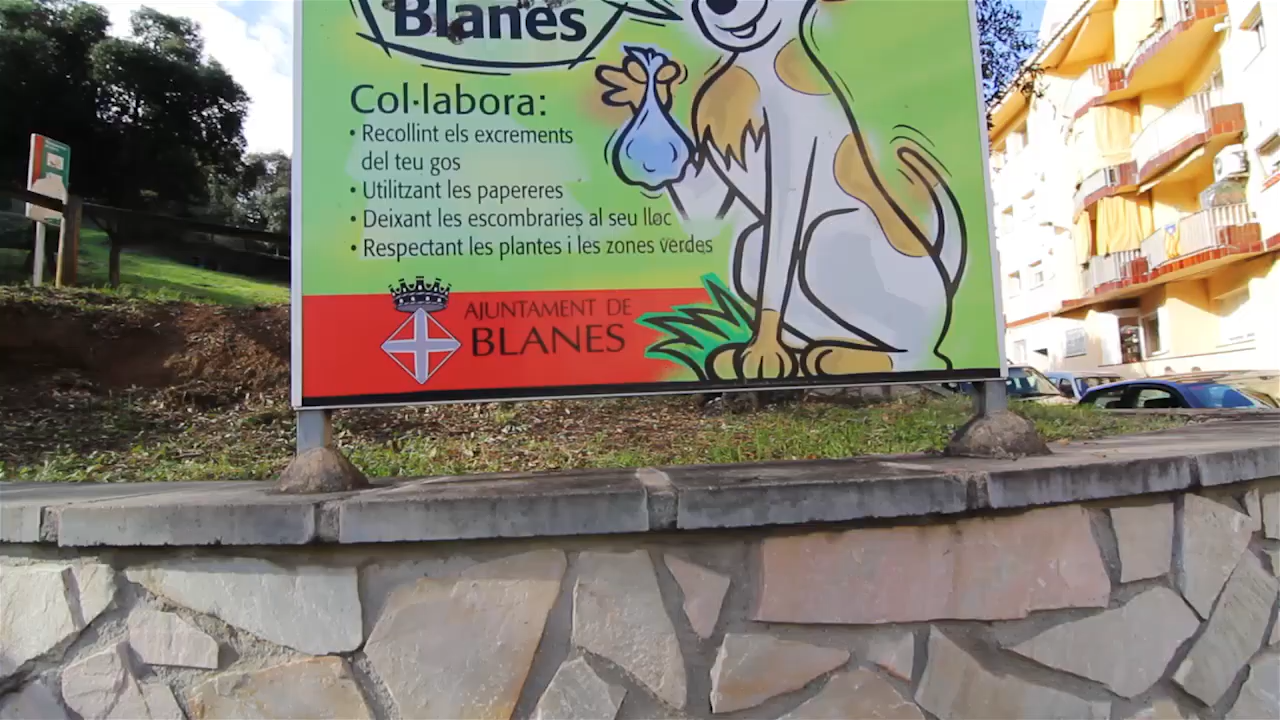 Blanes
Col·labora:
• Recollint els excrements
del teu gos
• Utilitzant les papereres
• Deixant les escombraries al seu lloc
• Respectant les plantes i les zones verdes
AJUNTAMENT DE
BLANES